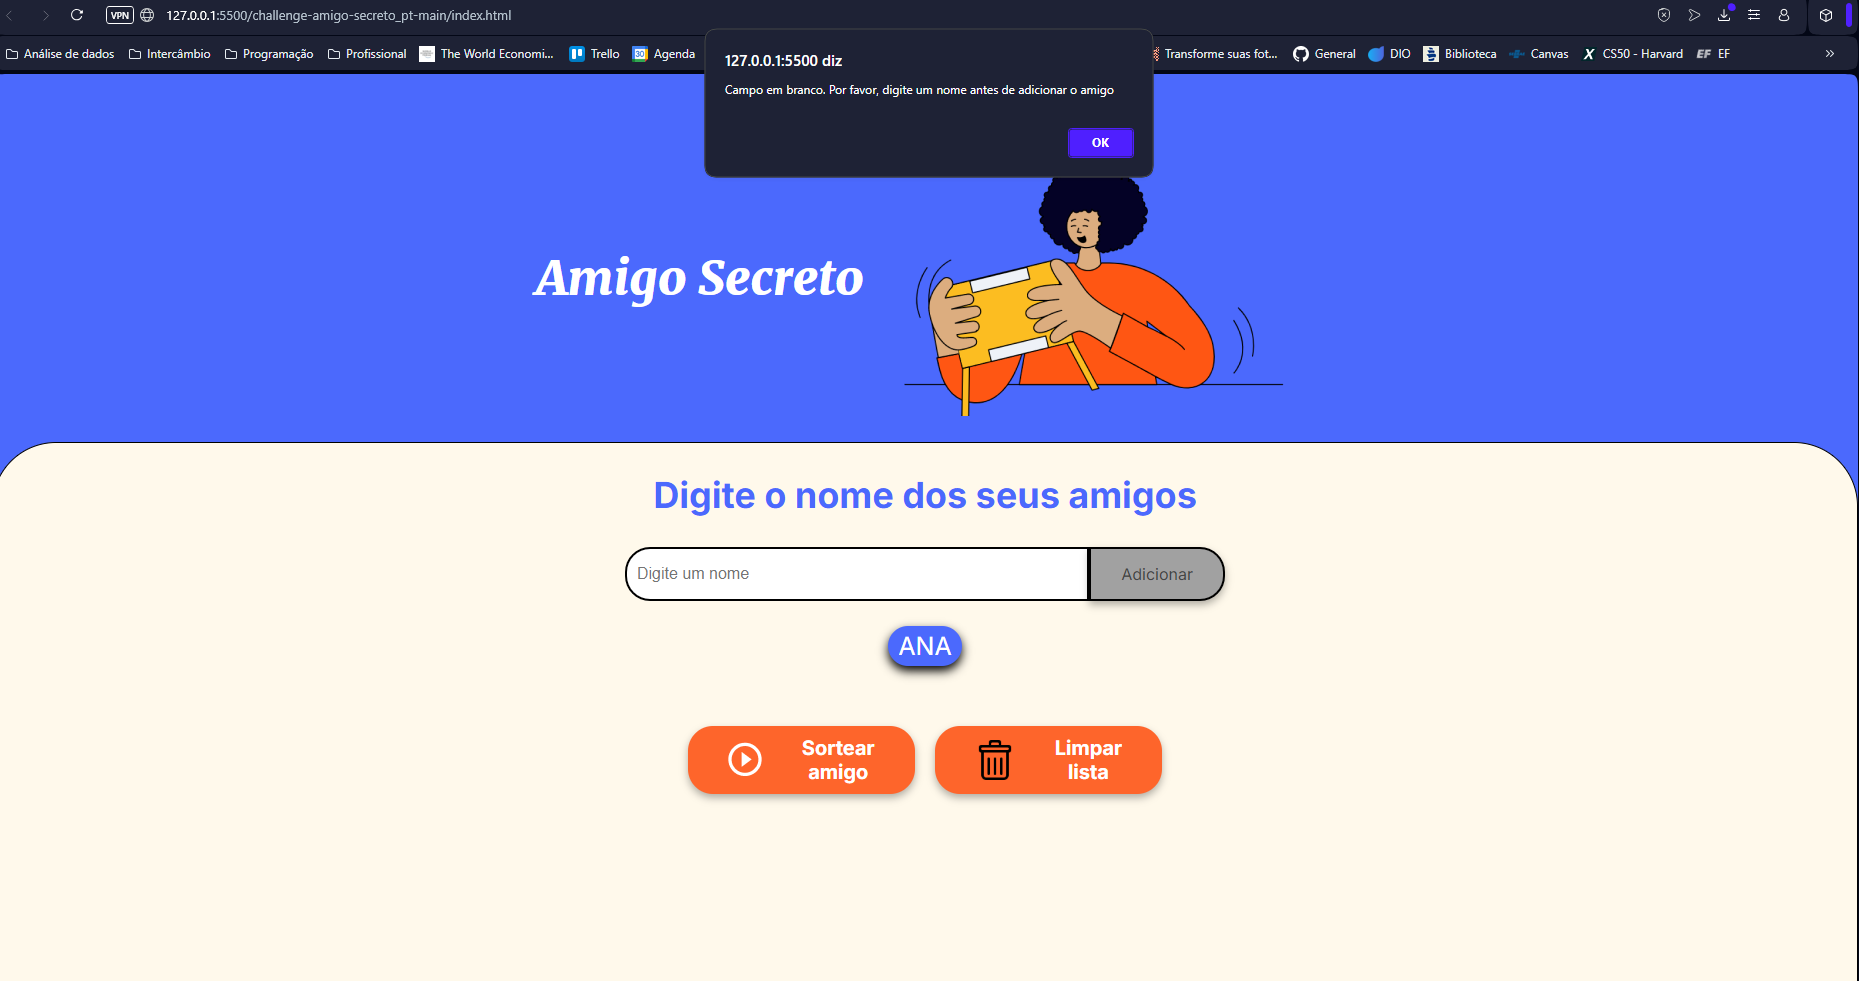 VPN 127.0.0.1:5500/challenge-amigo-secreto_pt-main/index.html
Análise de dados Intercâmbio Programação Profissional The World Economi... Trello 30 Agenda Transforme suas fot... General DIO Biblioteca Canvas X CS50 - Harvard EF EF »
127.0.0.1:5500 diz
Campo em branco. Por favor, digite um nome antes de adicionar o amigo
OK
Amigo Secreto
Digite o nome dos seus amigos
Digite um nome Adicionar
ANA
Sortear
amigo
Limpar
lista